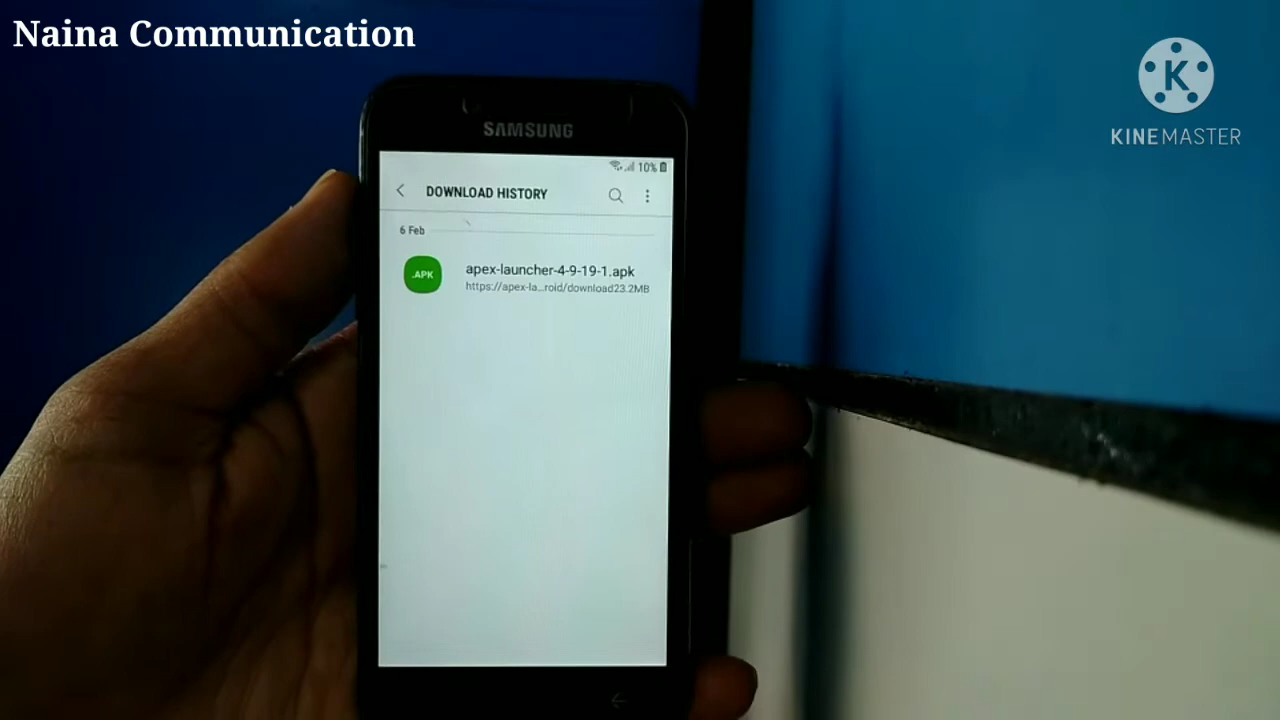 Naina Communication
K
KINEMASTER
SAMSUNG
10%
DOWNLOAD HISTORY
6 Feb
.APK
apex-launcher-4-9-19-1.apk
https://apex-la...roid/download23.2MB